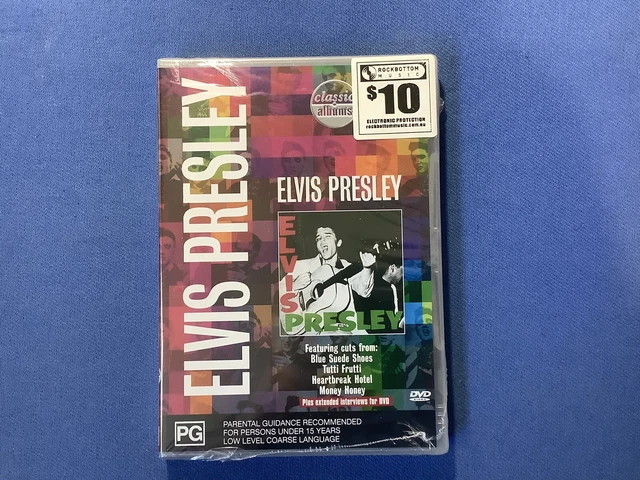 ELVIS PRESLEY
classic
albums
ROCKBOTTOM
MUSIC
$10
ELECTRONIC PROTECTION
rockbottommusic.com.au
ELVIS PRESLEY
ELVIS
PRESLEY
Featuring cuts from:
Blue Suede Shoes
Tutti Frutti
Heartbreak Hotel
Money Honey
Plus extended interviews for DVD
DVD
PG
PARENTAL GUIDANCE RECOMMENDED
FOR PERSONS UNDER 15 YEARS
LOW LEVEL COARSE LANGUAGE